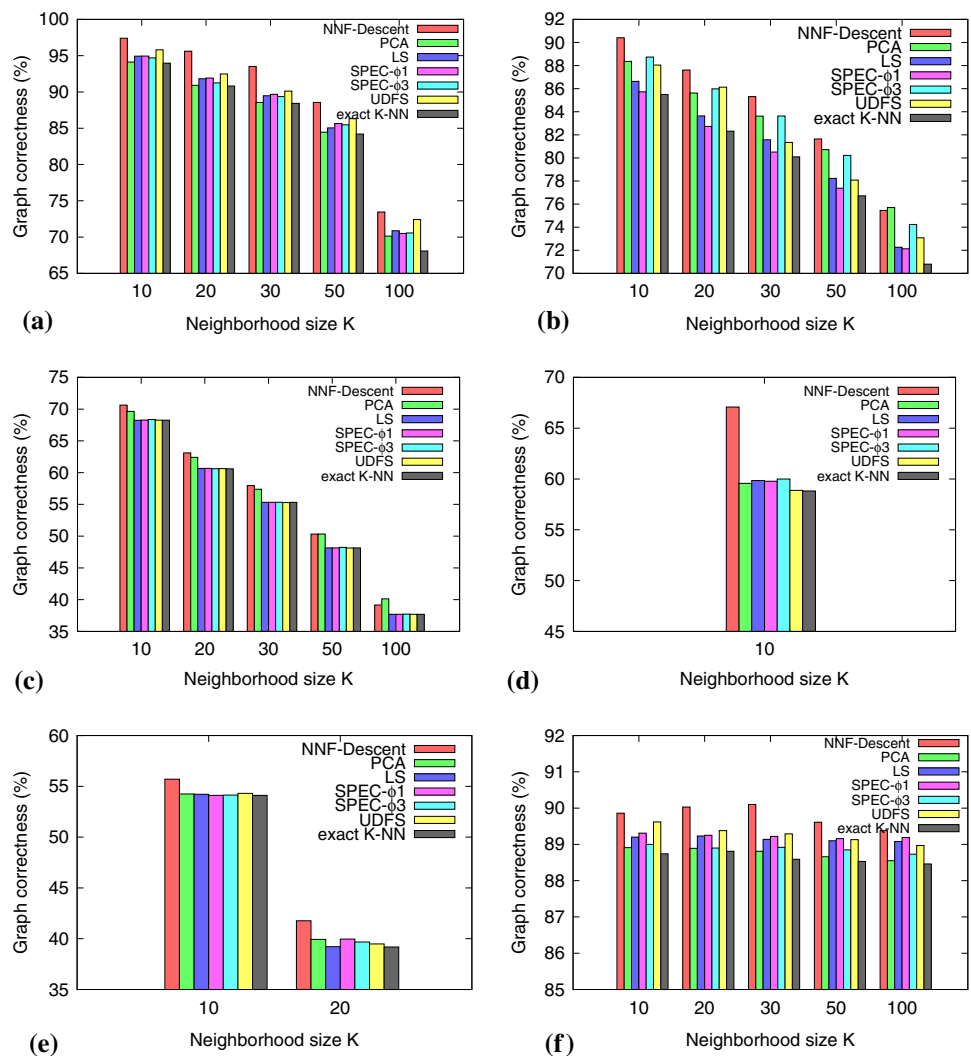 Graph correctness (%)
100
95
90
85
80
75
70
65
NNF-Descent
PCA
LS
SPEC-ϕ1
SPEC-ϕ3
UDFS
exact K-NN
10 20 30 50 100
Neighborhood size K
(a)
Graph correctness (%)
92
90
88
86
84
82
80
78
76
74
72
70
NNF-Descent
PCA
LS
SPEC-ϕ1
SPEC-ϕ3
UDFS
exact K-NN
10 20 30 50 100
Neighborhood size K
(b)
Graph correctness (%)
75
70
65
60
55
50
45
40
35
NNF-Descent
PCA
LS
SPEC-ϕ1
SPEC-ϕ3
UDFS
exact K-NN
10 20 30 50 100
Neighborhood size K
(c)
Graph correctness (%)
70
65
60
55
50
45
NNF-Descent
PCA
LS
SPEC-ϕ1
SPEC-ϕ3
UDFS
exact K-NN
10
Neighborhood size K
(d)
Graph correctness (%)
60
55
50
45
40
35
NNF-Descent
PCA
LS
SPEC-ϕ1
SPEC-ϕ3
UDFS
exact K-NN
10 20
Neighborhood size K
(e)
Graph correctness (%)
92
91
90
89
88
87
86
85
NNF-Descent
PCA
LS
SPEC-ϕ1
SPEC-ϕ3
UDFS
exact K-NN
10 20 30 50 100
Neighborhood size K
(f)